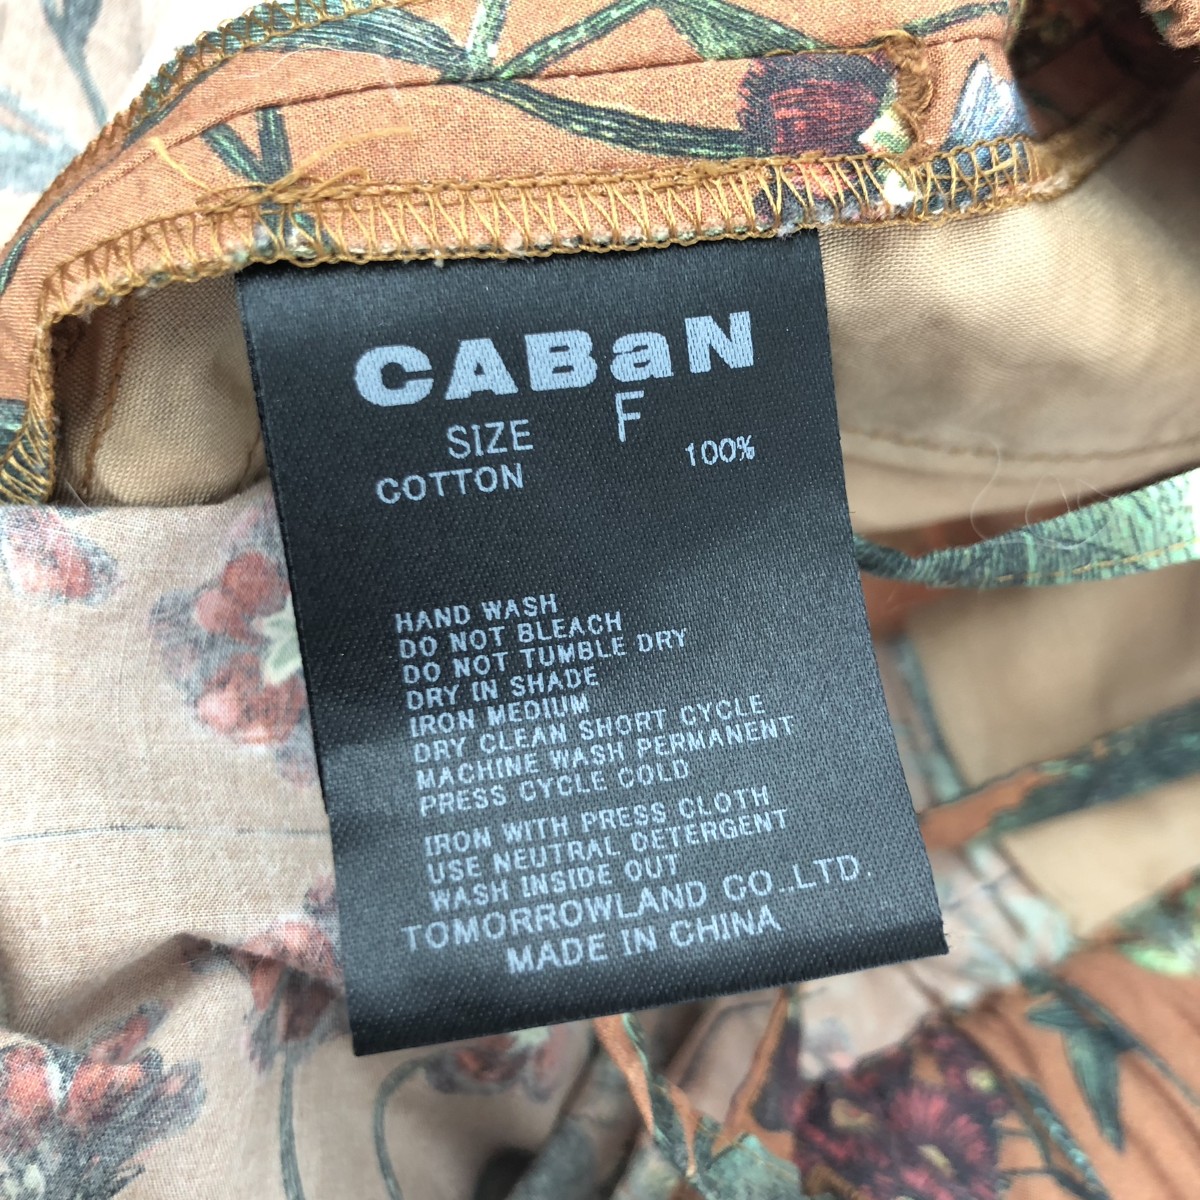 CABaN
SIZE F
COTTON 100%
HAND WASH
DO NOT BLEACH
DO NOT TUMBLE DRY
DRY IN SHADE
IRON MEDIUM
DRY CLEAN SHORT CYCLE
MACHINE WASH PERMANENT
PRESS CYCLE COLD
IRON WITH PRESS CLOTH
USE NEUTRAL DETERGENT
WASH INSIDE OUT
TOMORROWLAND CO.,LTD.
MADE IN CHINA